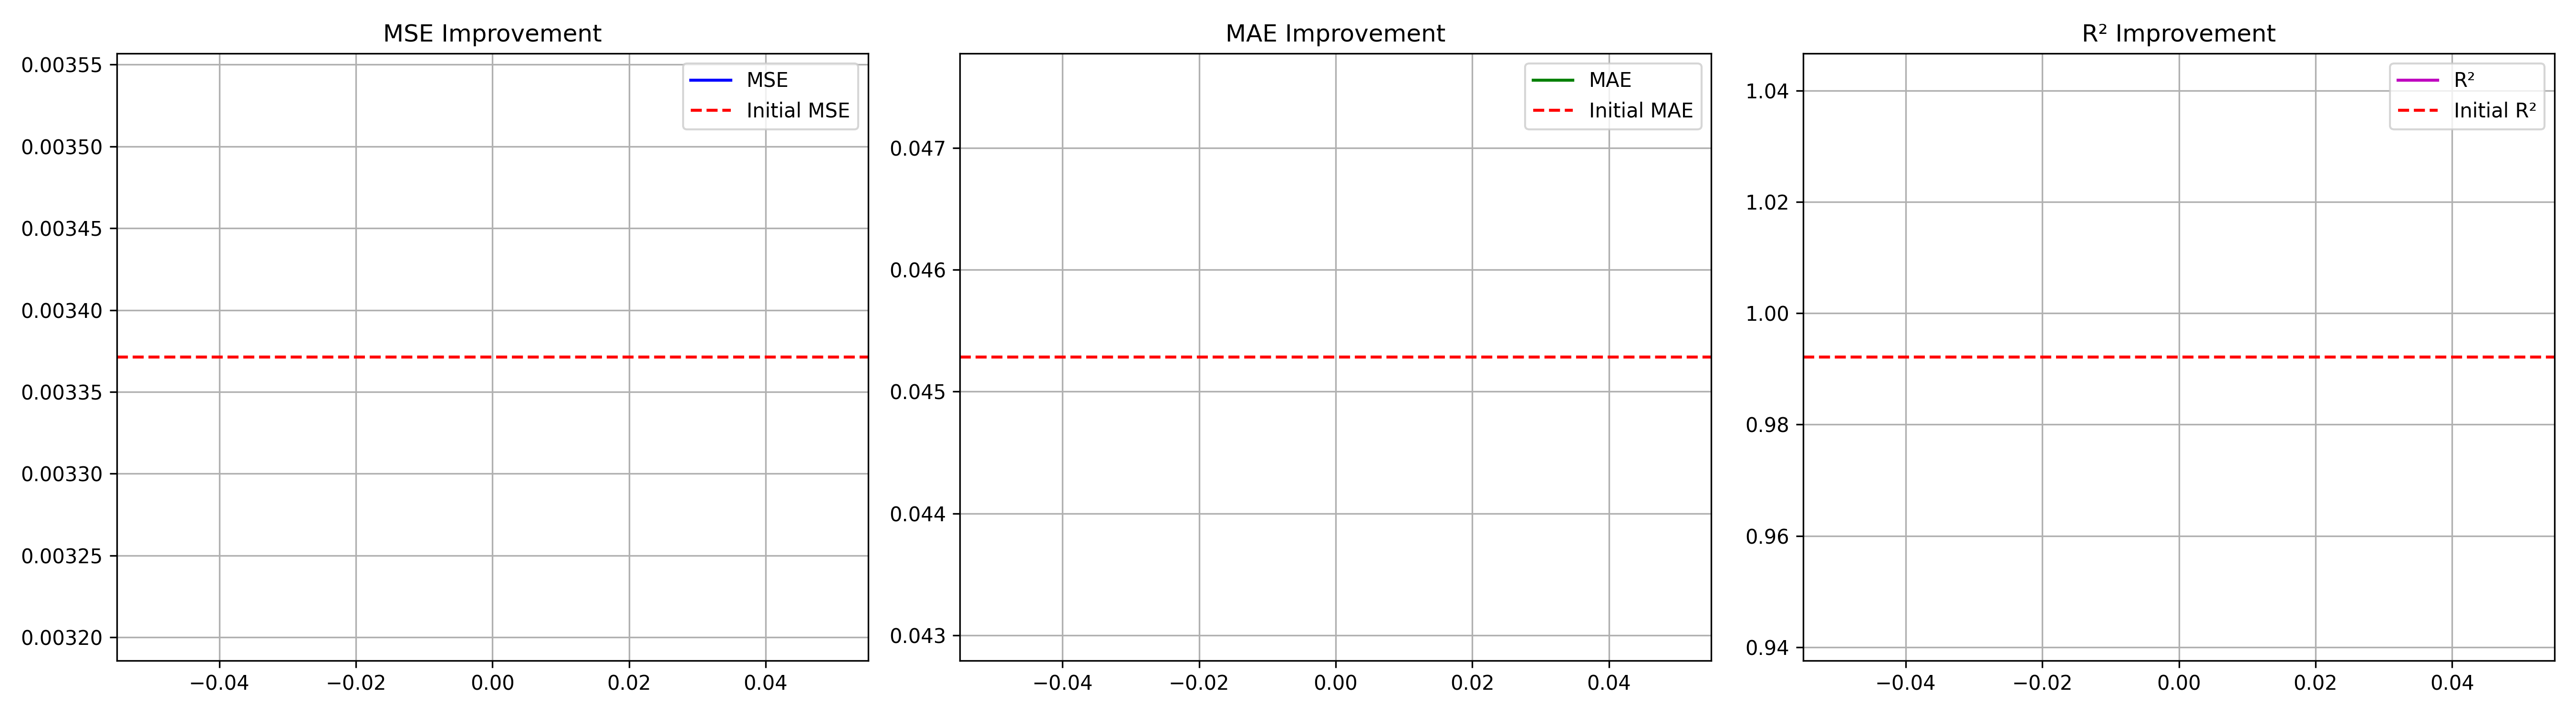 MSE Improvement
0.00355
0.00350
0.00345
0.00340
0.00335
0.00330
0.00325
0.00320
−0.04 −0.02 0.00 0.02 0.04
MSE
Initial MSE
MAE Improvement
0.047
0.046
0.045
0.044
0.043
−0.04 −0.02 0.00 0.02 0.04
MAE
Initial MAE
R² Improvement
1.04
1.02
1.00
0.98
0.96
0.94
−0.04 −0.02 0.00 0.02 0.04
R²
Initial R²